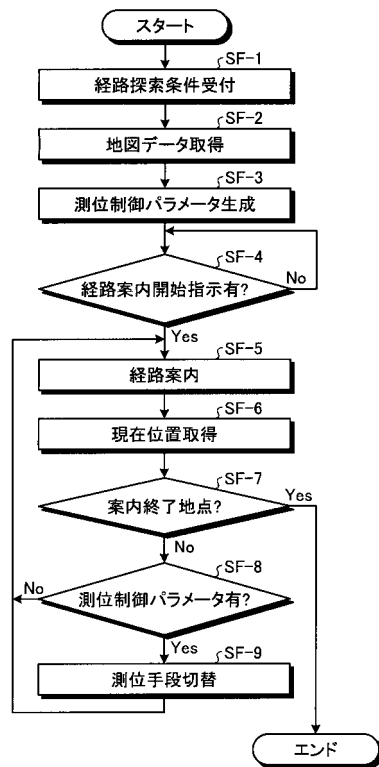 スタート
SF-1
経路探索条件受付
SF-2
地図データ取得
SF-3
測位制御パラメータ生成
SF-4
経路案内開始指示有?
No
Yes
SF-5
経路案内
SF-6
現在位置取得
SF-7
案内終了地点?
Yes
No
SF-8
測位制御パラメータ有?
No
Yes
SF-9
測位手段切替
エンド